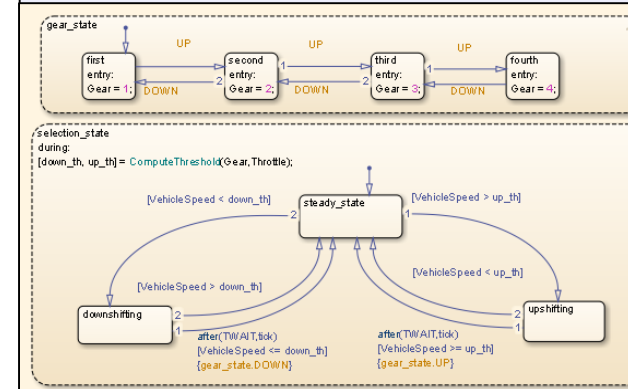 gear_state
UP UP UP
first second third fourth
1 1
entry: entry: entry: entry:
2 2
Gear = 1; Gear = 2; Gear = 3; Gear = 4;
DOWN DOWN DOWN
selection_state
during:
[down_th, up_th] = ComputeThreshold(Gear,Throttle);
[VehicleSpeed < down_th]
steady_state
[VehicleSpeed > up_th]
2 1
[VehicleSpeed > down_th]
[VehicleSpeed < up_th]
downshifting
2
1
upshifting
2
1
after(TWAIT,tick)
[VehicleSpeed <= down_th]
{gear_state.DOWN}
after(TWAIT,tick)
[VehicleSpeed >= up_th]
{gear_state.UP}